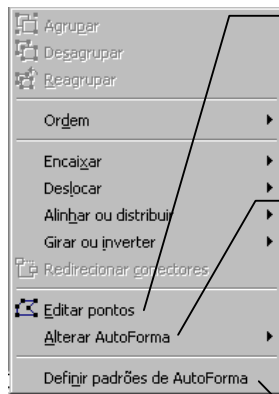 Agrupar
Desagrupar
Reagrupar
Ordem
Encaixar
Deslocar
Alinhar ou distribuir
Girar ou inverter
Redirecionar conectores
Editar pontos
Alterar AutoForma
Definir padrões de AutoForma